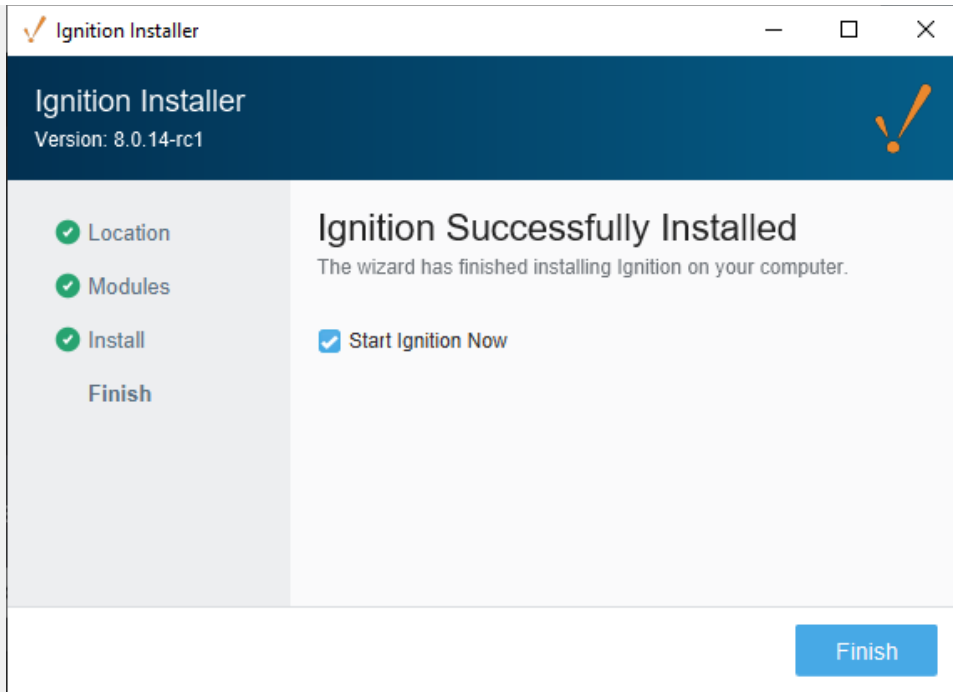 Ignition Installer
Ignition Installer
Version: 8.0.14-rc1
Location
Modules
Install
Finish
Ignition Successfully Installed
The wizard has finished installing Ignition on your computer.
Start Ignition Now
Finish